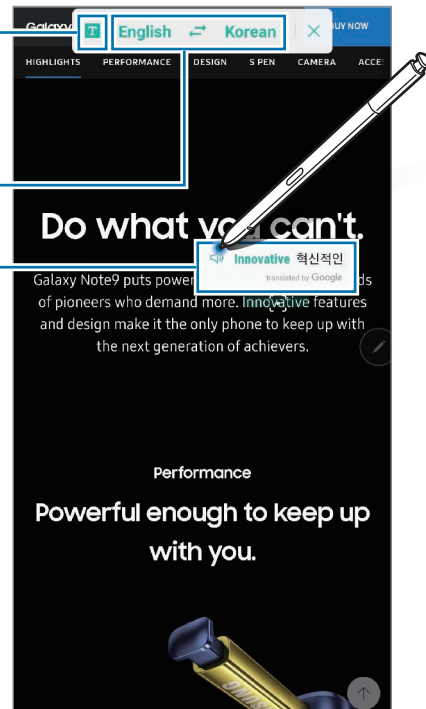 Galaxy
T English Korean
BUY NOW
HIGHLIGHTS PERFORMANCE DESIGN S PEN CAMERA ACCE
Do what you can't.
Innovative 혁신적인
translated by Google
Galaxy Note9 puts power
of pioneers who demand more. Innovative features
and design make it the only phone to keep up with
the next generation of achievers.
Performance
Powerful enough to keep up
with you.